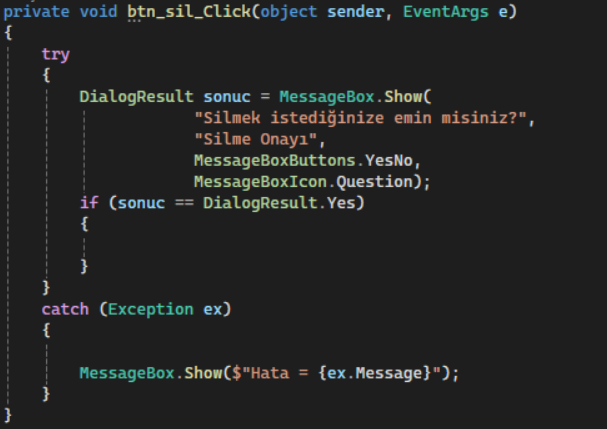 private void btn_sil_Click(object sender, EventArgs e)
{
try
{
DialogResult sonuc = MessageBox.Show(
"Silmek istediğinize emin misiniz?",
"Silme Onayı",
MessageBoxButtons.YesNo,
MessageBoxIcon.Question);
if (sonuc == DialogResult.Yes)
{
}
}
catch (Exception ex)
{
MessageBox.Show($"Hata = {ex.Message}");
}
}